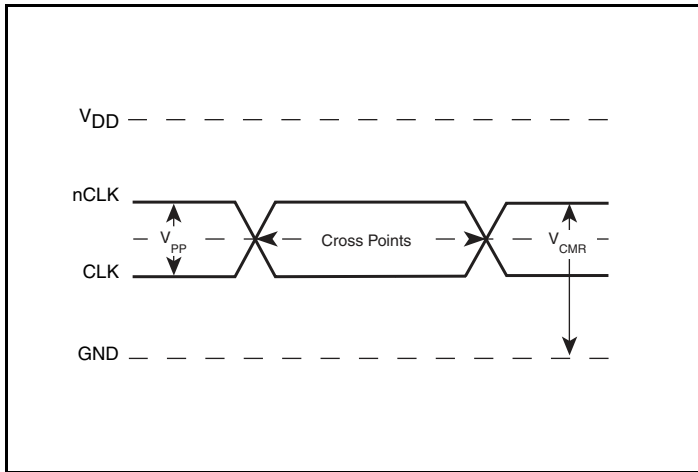 VDD
nCLK
VPP
Cross Points
VCMR
CLK
GND